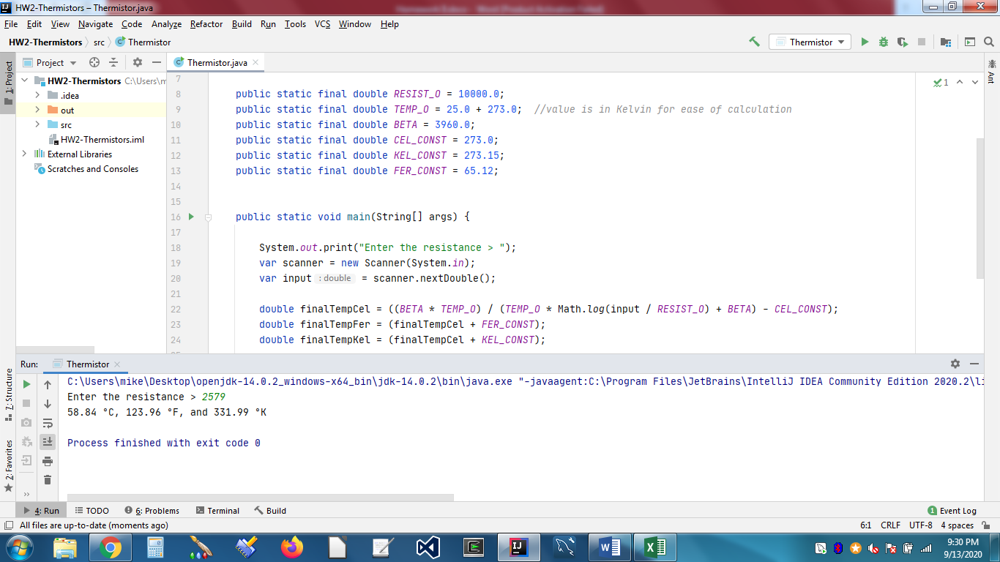 HW2-Thermistors – Thermistor.java
File Edit View Navigate Code Analyze Refactor Build Run Tools VCS Window Help
HW2-Thermistors src Thermistor
Thermistor
1: Project
Project
Thermistor.java
HW2-Thermistors C:\Users\m
.idea
out
src
HW2-Thermistors.iml
External Libraries
Scratches and Consoles
7
8 public static final double RESIST_O = 10000.0;
9 public static final double TEMP_O = 25.0 + 273.0; //value is in Kelvin for ease of calculation
10 public static final double BETA = 3960.0;
11 public static final double CEL_CONST = 273.0;
12 public static final double KEL_CONST = 273.15;
13 public static final double FER_CONST = 65.12;
14
15
16 public static void main(String[] args) {
17
18 System.out.print("Enter the resistance > ");
19 var scanner = new Scanner(System.in);
20 var input : double = scanner.nextDouble();
21
22 double finalTempCel = ((BETA * TEMP_O) / (TEMP_O * Math.log(input / RESIST_O) + BETA) - CEL_CONST);
23 double finalTempFer = (finalTempCel + FER_CONST);
24 double finalTempKel = (finalTempCel + KEL_CONST);
1
Ant
Run: Thermistor
C:\Users\mike\Desktop\openjdk-14.0.2_windows-x64_bin\jdk-14.0.2\bin\java.exe "-javaagent:C:\Program Files\JetBrains\IntelliJ IDEA Community Edition 2020.2\li
Enter the resistance > 2579
58.84 °C, 123.96 °F, and 331.99 °K
Process finished with exit code 0
7: Structure
2: Favorites
4: Run TODO 6: Problems Terminal Build
1 Event Log
All files are up-to-date (moments ago)
6:1 CRLF UTF-8 4 spaces
9:30 PM
9/13/2020